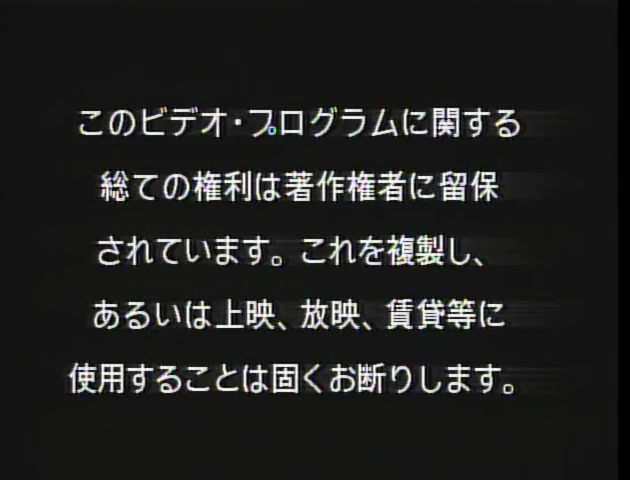 このビデオ・プログラムに関する
総ての権利は著作権者に留保
されています。これを複製し、
あるいは上映、放映、賃貸等に
使用することは固くお断りします。